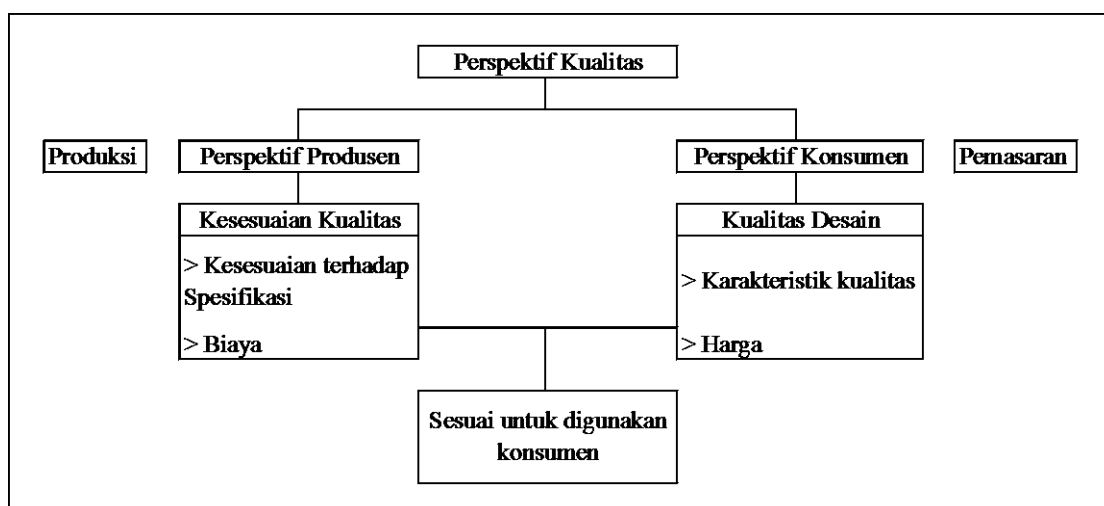 Perspektif Kualitas
Produksi
Perspektif Produsen
Perspektif Konsumen
Pemasaran
Kesesuaian Kualitas
> Kesesuaian terhadap
Spesifikasi
> Biaya
Kualitas Desain
> Karakteristik kualitas
> Harga
Sesuai untuk digunakan
konsumen